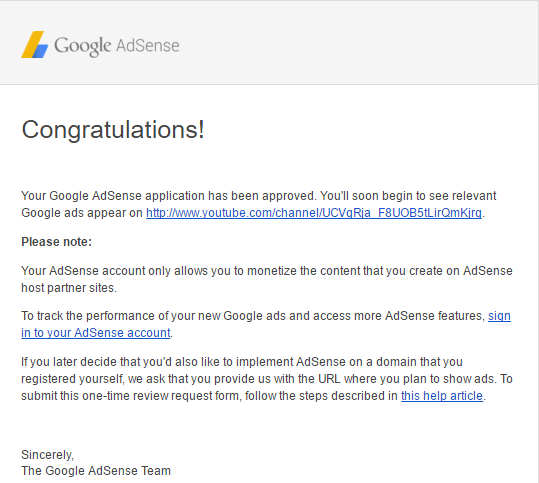 Google AdSense
Congratulations!
Your Google AdSense application has been approved. You'll soon begin to see relevant
Google ads appear on http://www.youtube.com/channel/UCVgRja_F8UOB5tLirQmKjrg.
Please note:
Your AdSense account only allows you to monetize the content that you create on AdSense
host partner sites.
To track the performance of your new Google ads and access more AdSense features, sign
in to your AdSense account.
If you later decide that you'd also like to implement AdSense on a domain that you
registered yourself, we ask that you provide us with the URL where you plan to show ads. To
submit this one-time review request form, follow the steps described in this help article.
Sincerely,
The Google AdSense Team